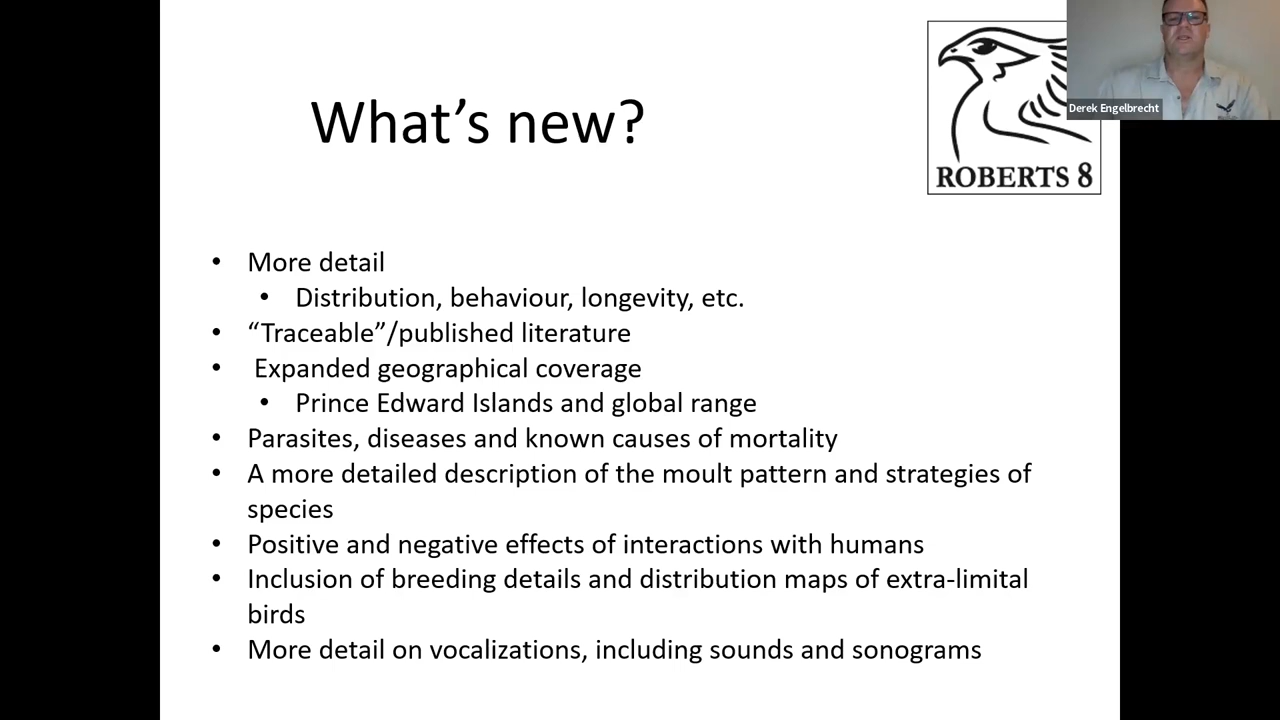 What's new?
ROBERTS 8
Derek Engelbrecht
• More detail
• Distribution, behaviour, longevity, etc.
• “Traceable”/published literature
• Expanded geographical coverage
• Prince Edward Islands and global range
• Parasites, diseases and known causes of mortality
• A more detailed description of the moult pattern and strategies of
species
• Positive and negative effects of interactions with humans
• Inclusion of breeding details and distribution maps of extra-limital
birds
• More detail on vocalizations, including sounds and sonograms